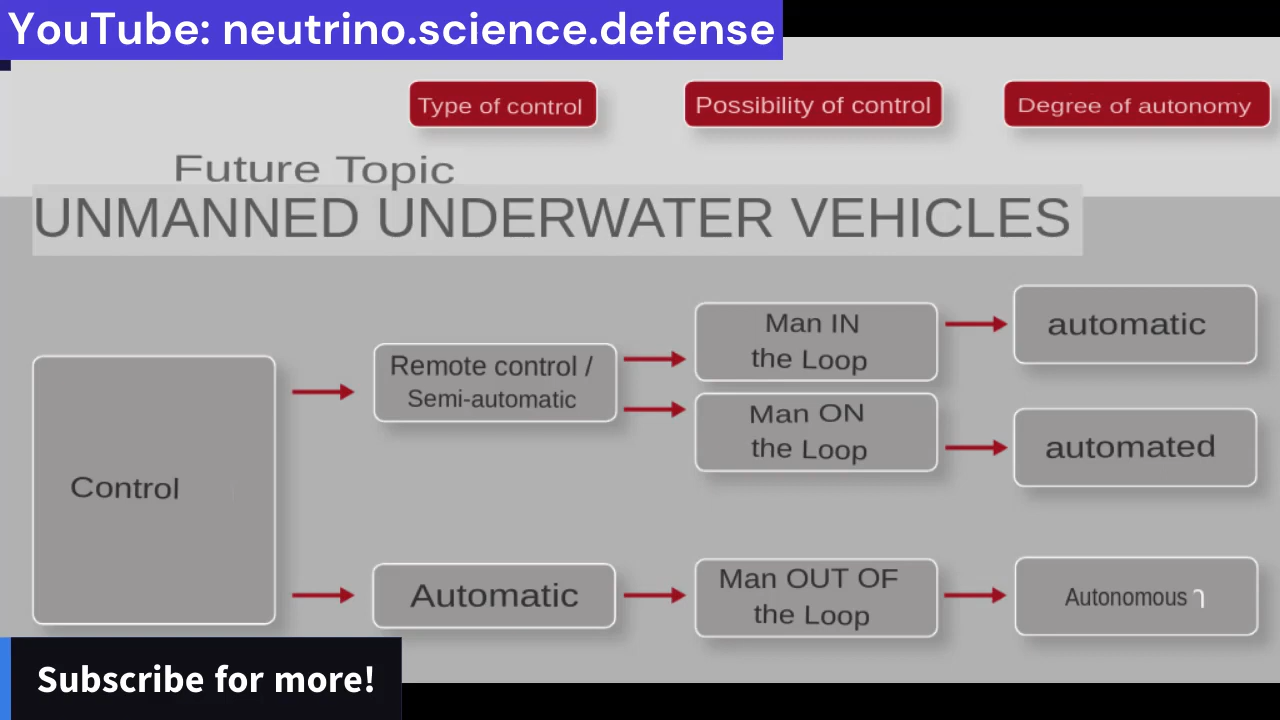 YouTube: neutrino.science.defense
Type of control
Possibility of control
Degree of autonomy
Future Topic
UNMANNED UNDERWATER VEHICLES
Control
Remote control /
Semi-automatic
Man IN
the Loop
automatic
Man ON
the Loop
automated
Automatic
Man OUT OF
the Loop
Autonomous
Subscribe for more!